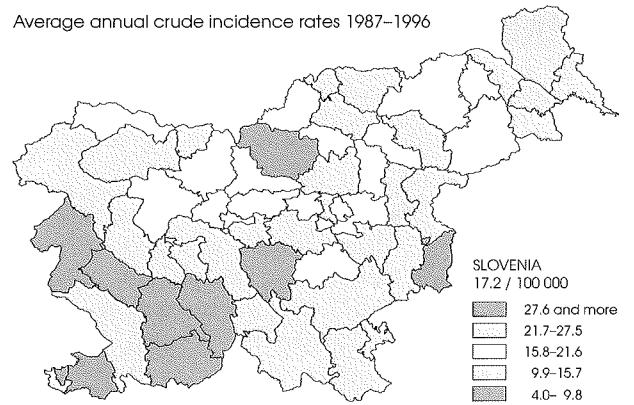 Average annual crude incidence rates 1987–1996
SLOVENIA
17.2 / 100 000
27.6 and more
21.7–27.5
15.8–21.6
9.9–15.7
4.0– 9.8